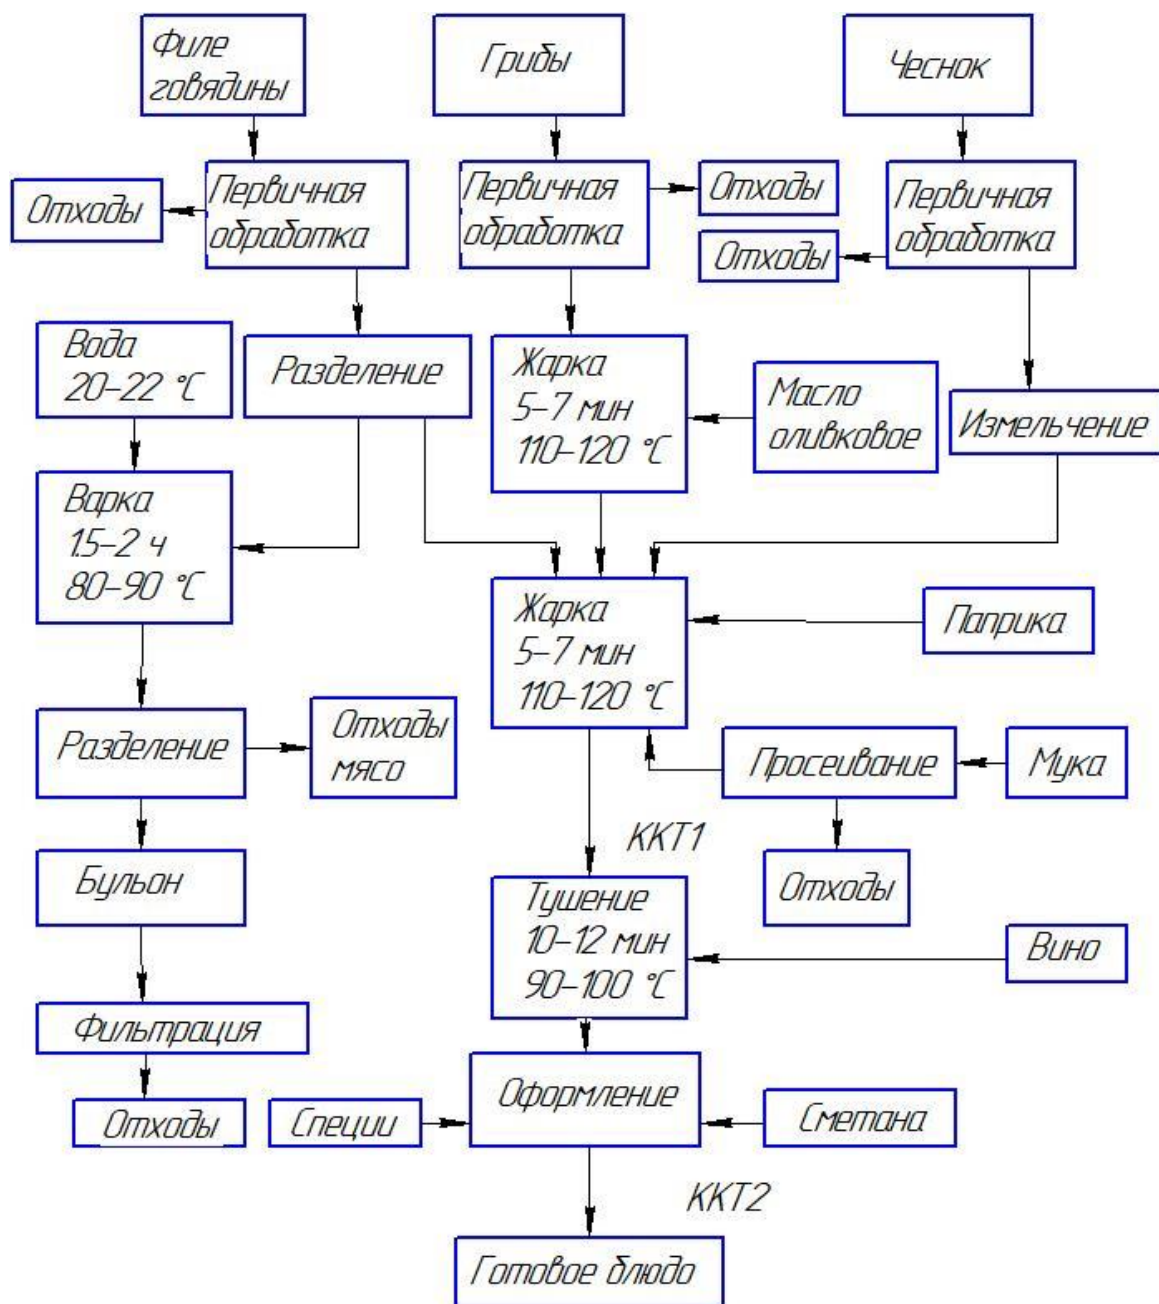 Филе
говядины
Грибы
Чеснок
Отходы
Первичная
обработка
Первичная
обработка
Отходы
Отходы
Первичная
обработка
Вода
20-22 °C
Разделение
Жарка
5-7 мин
110-120 °C
Масло
оливковое
Измельчение
Варка
1.5-2 ч
80-90 °C
Жарка
5-7 мин
110-120 °C
Паприка
Разделение
Отходы
мясо
Просеивание
Мука
ККТ1
Бульон
Отходы
Тушение
10-12 мин
90-100 °C
Вино
Фильтрация
Отходы
Специи
Оформление
Сметана
ККТ2
Готовое блюдо